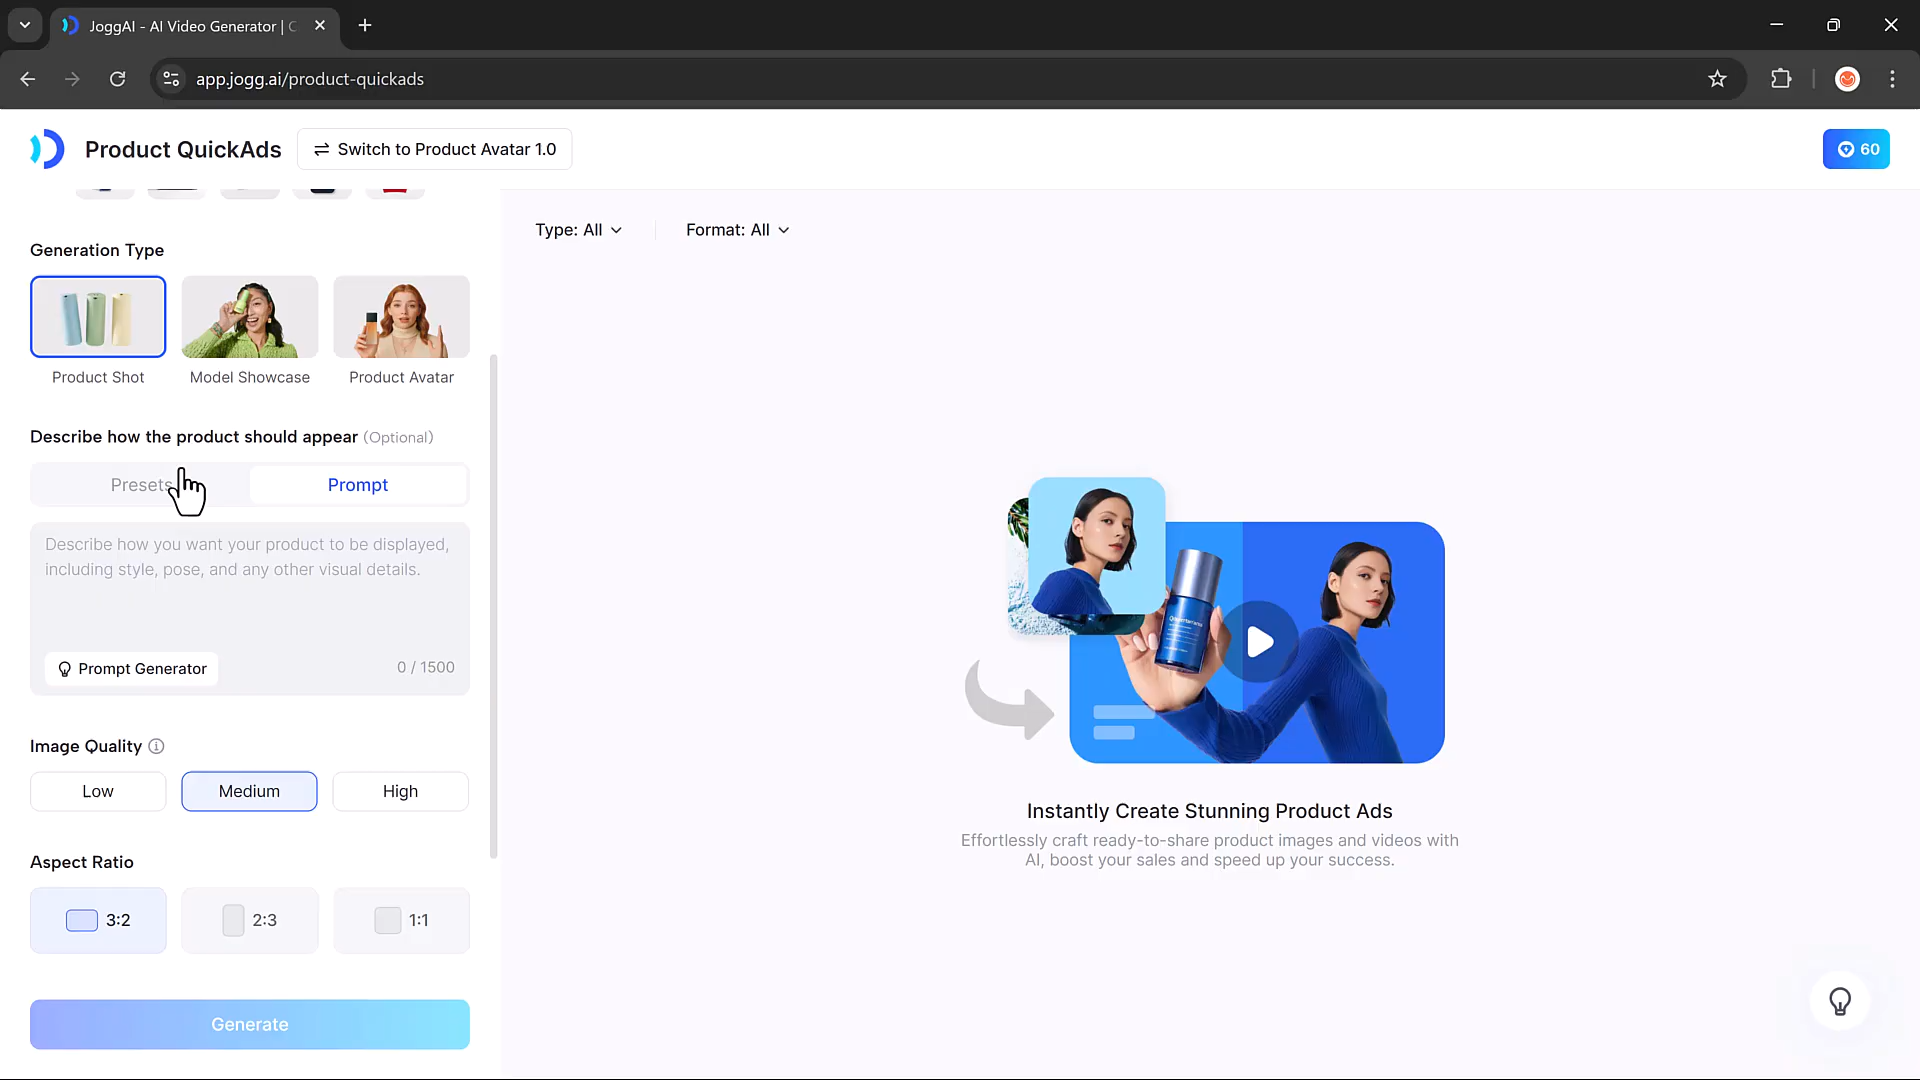 JoggAI - AI Video Generator | C
app.jogg.ai/product-quickads
Product QuickAds
Switch to Product Avatar 1.0
60
Type: All
Format: All
Generation Type
Product Shot
Model Showcase
Product Avatar
Describe how the product should appear (Optional)
Presets
Prompt
Describe how you want your product to be displayed,
including style, pose, and any other visual details.
Prompt Generator
0 / 1500
Image Quality
Low
Medium
High
Aspect Ratio
3:2
2:3
1:1
Generate
Instantly Create Stunning Product Ads
Effortlessly craft ready-to-share product images and videos with
AI, boost your sales and speed up your success.